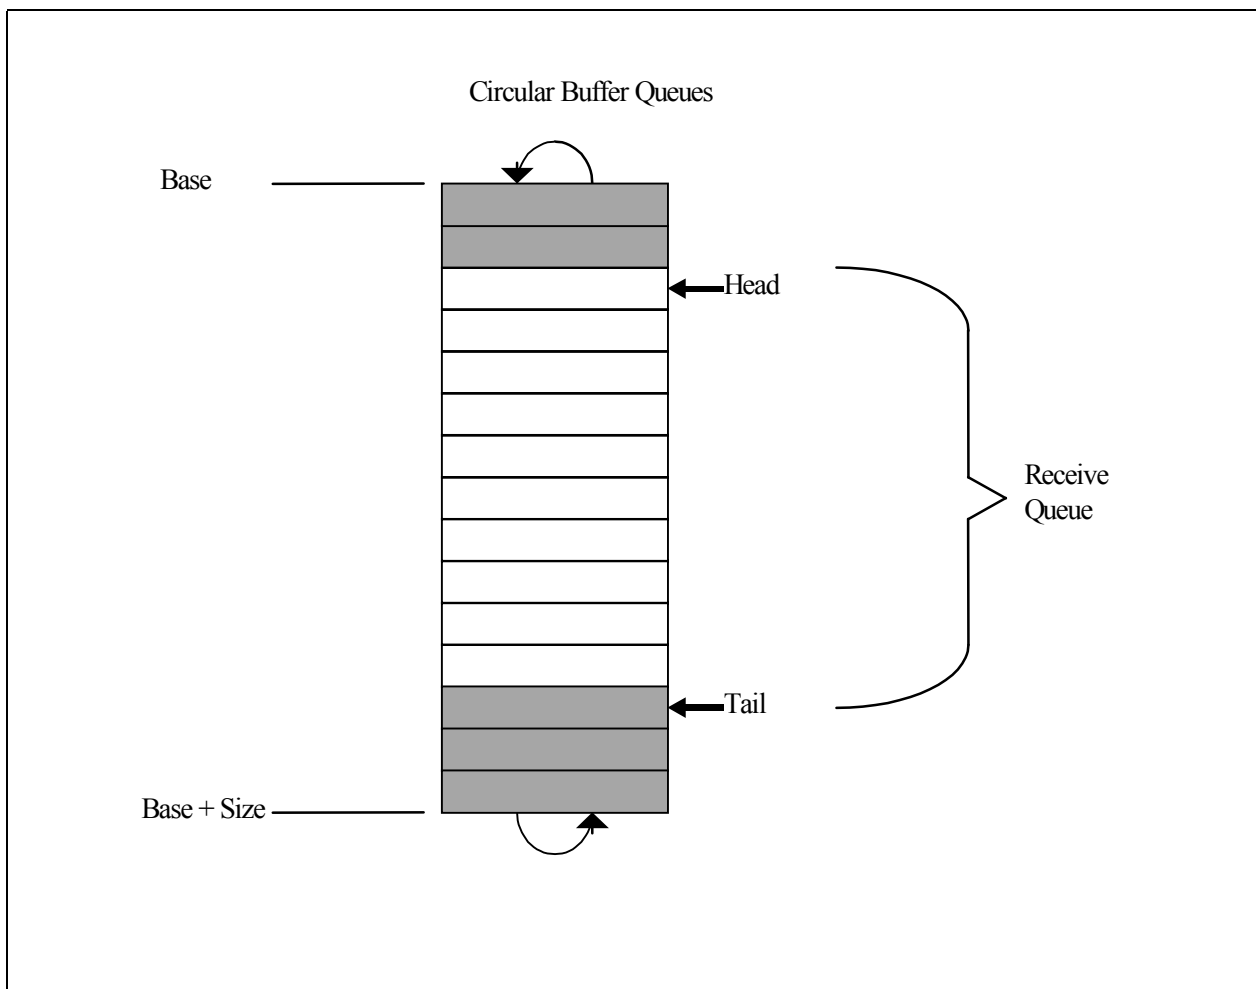 Circular Buffer Queues
Base
Head
Receive
Queue
Tail
Base + Size